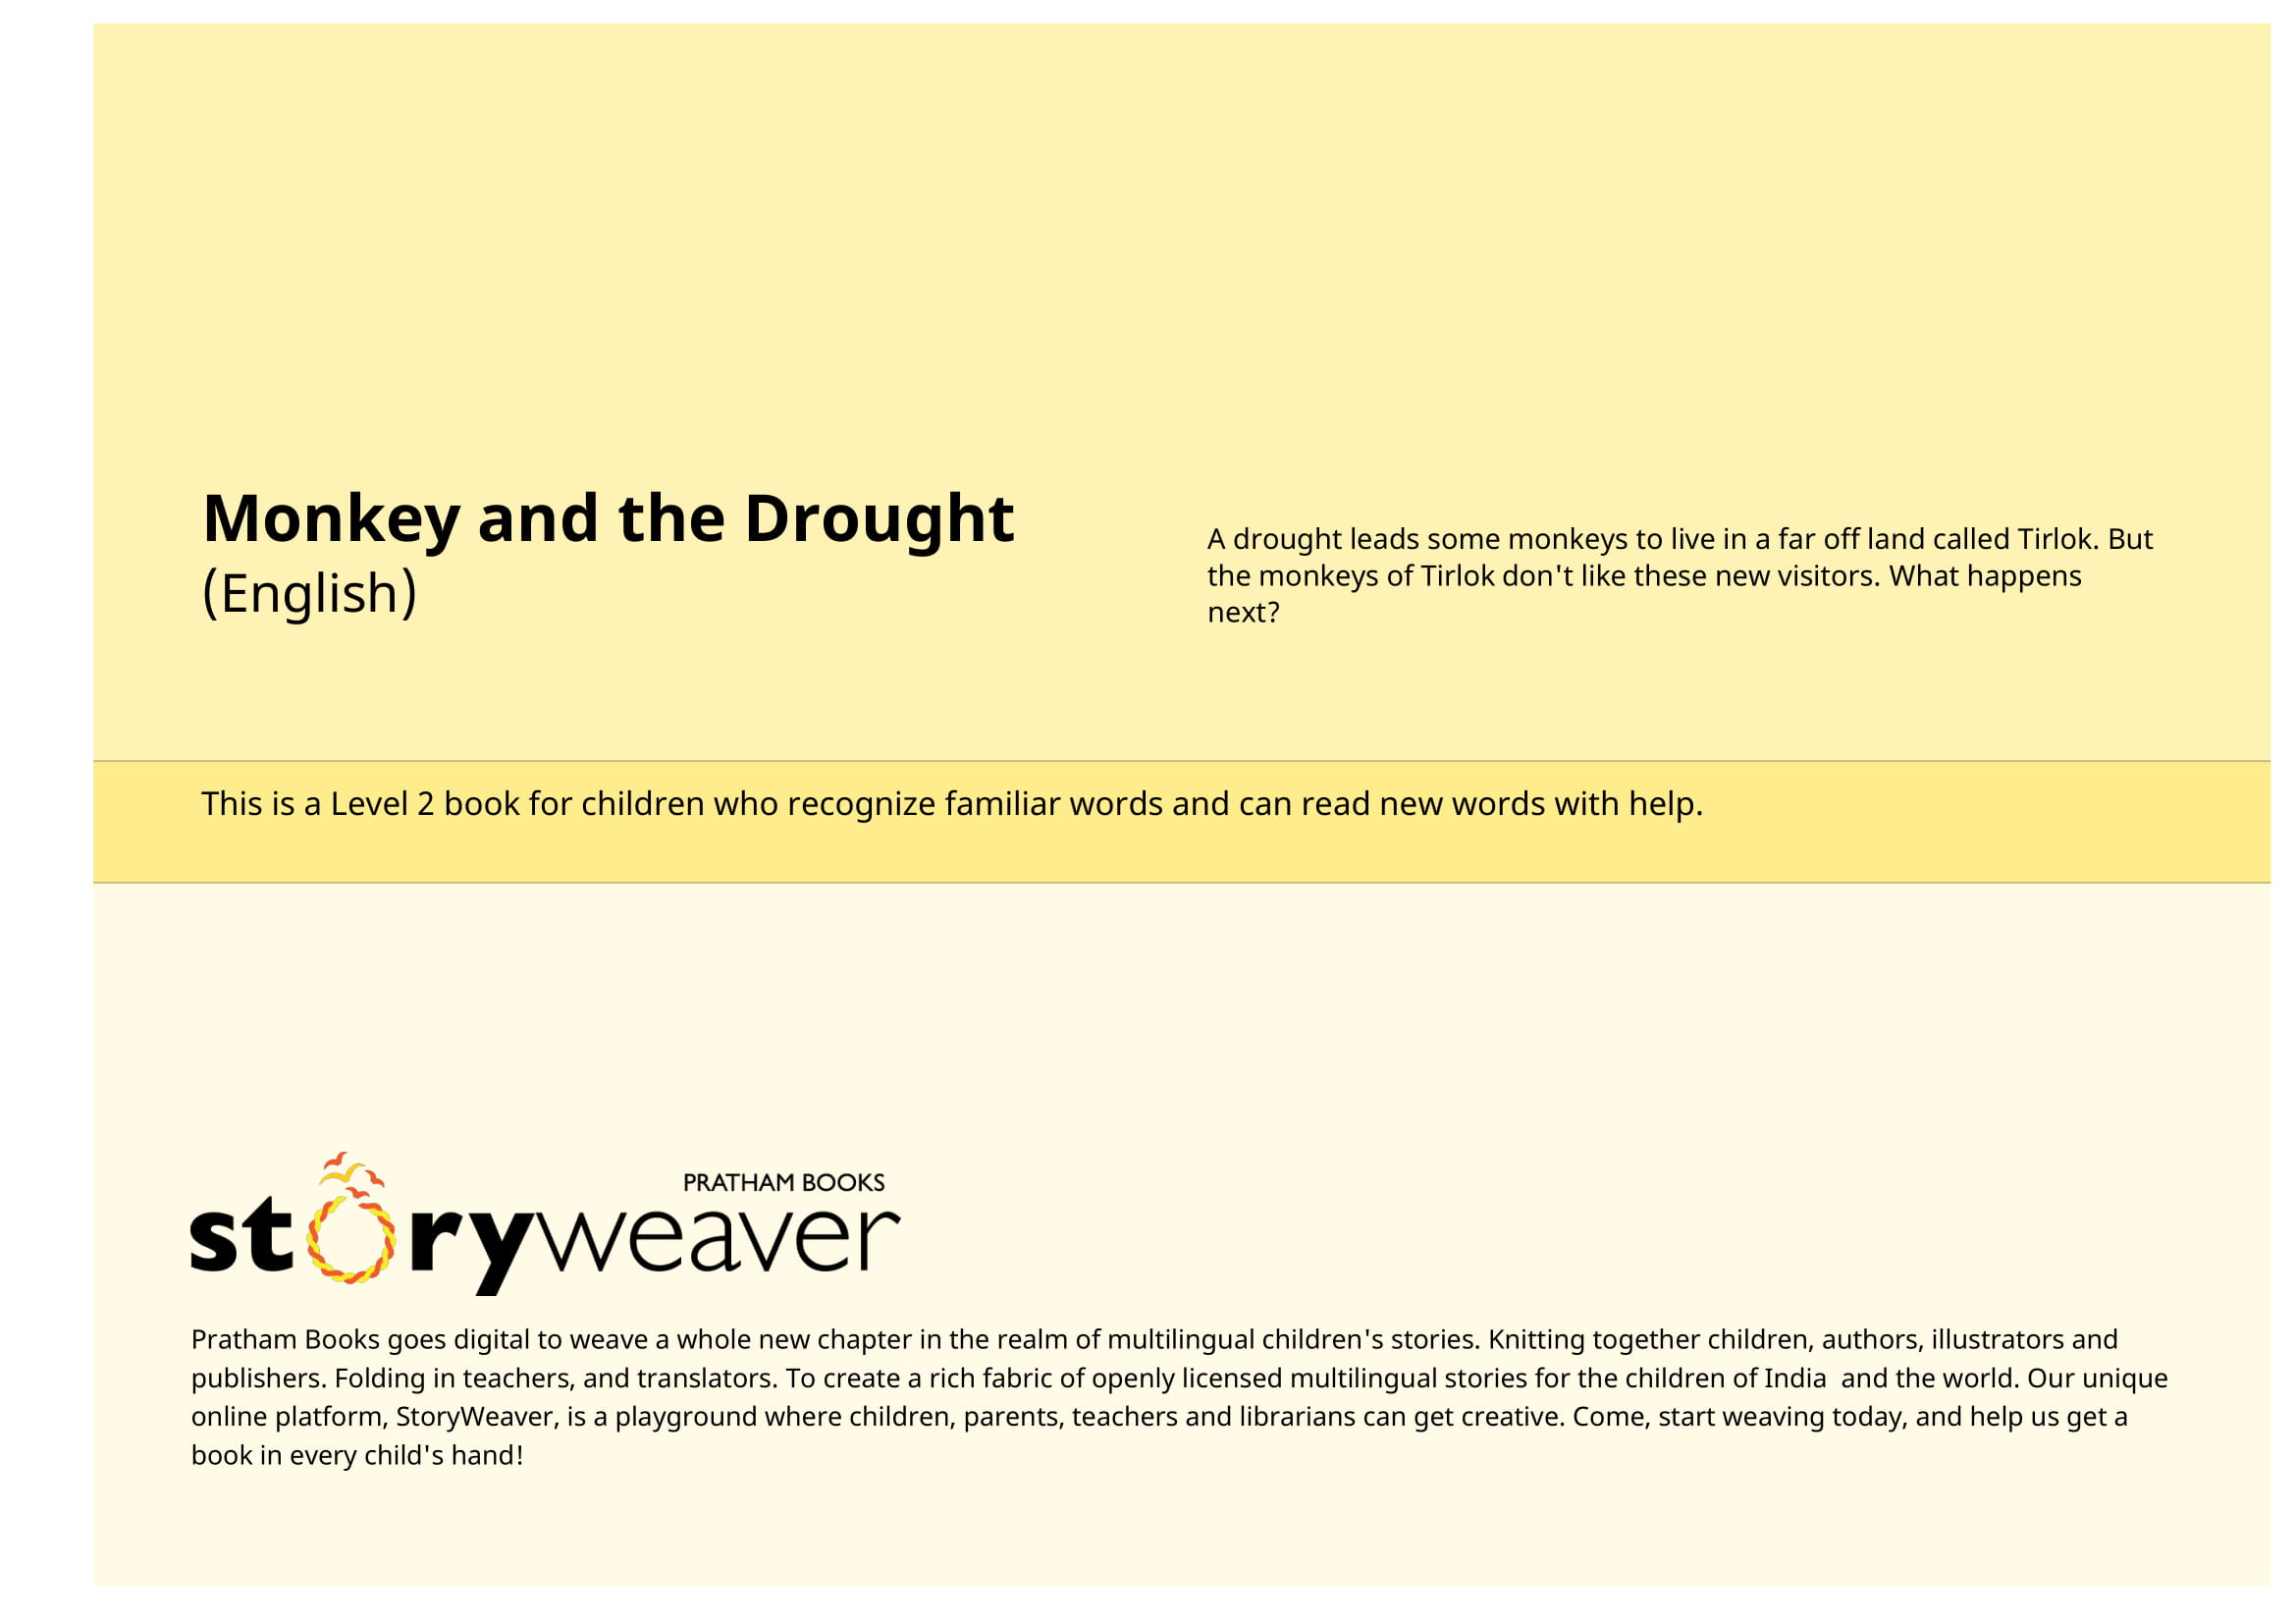 Monkey and the Drought
(English)
A drought leads some monkeys to live in a far off land called Tirlok. But
the monkeys of Tirlok don't like these new visitors. What happens
next?
This is a Level 2 book for children who recognize familiar words and can read new words with help.
PRATHAM BOOKS
storyweaver
Pratham Books goes digital to weave a whole new chapter in the realm of multilingual children's stories. Knitting together children, authors, illustrators and
publishers. Folding in teachers, and translators. To create a rich fabric of openly licensed multilingual stories for the children of India  and the world. Our unique
online platform, StoryWeaver, is a playground where children, parents, teachers and librarians can get creative. Come, start weaving today, and help us get a
book in every child's hand!